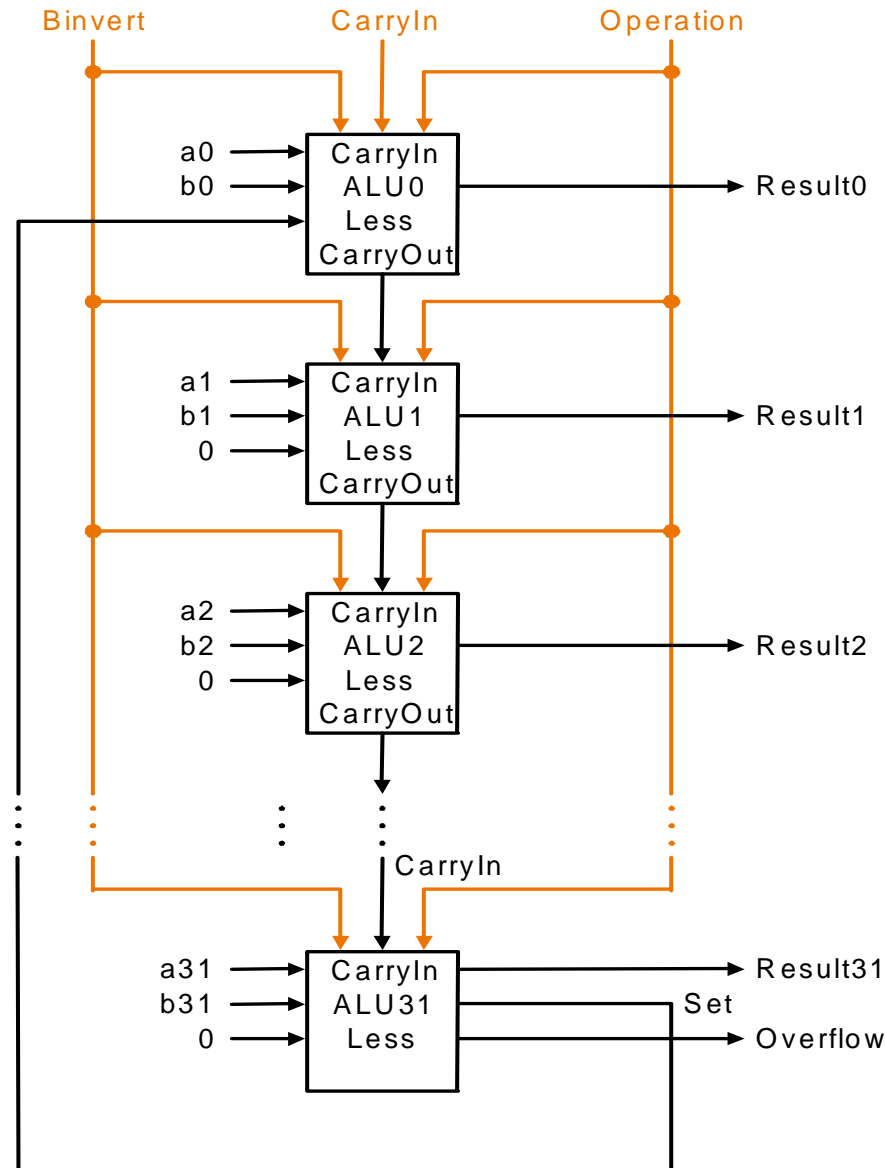 Binvert CarryIn Operation
a0 CarryIn
b0 ALU0 Result0
Less
CarryOut
a1 CarryIn
b1 ALU1 Result1
0 Less
CarryOut
a2 CarryIn
b2 ALU2 Result2
0 Less
CarryOut
CarryIn
a31 CarryIn Result31
b31 ALU31 Set
0 Less Overflow